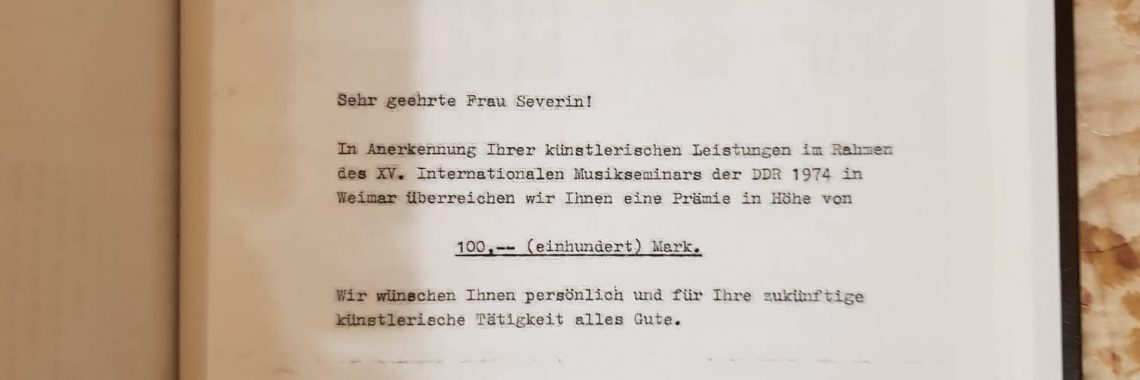 Sehr geehrte Frau Severin!
In Anerkennung Ihrer künstlerischen Leistungen im Rahmen
des XV. Internationalen Musikseminars der DDR 1974 in
Weimar überreichen wir Ihnen eine Prämie in Höhe von
100,-- (einhundert) Mark.
Wir wünschen Ihnen persönlich und für Ihre zukünftige
künstlerische Tätigkeit alles Gute.